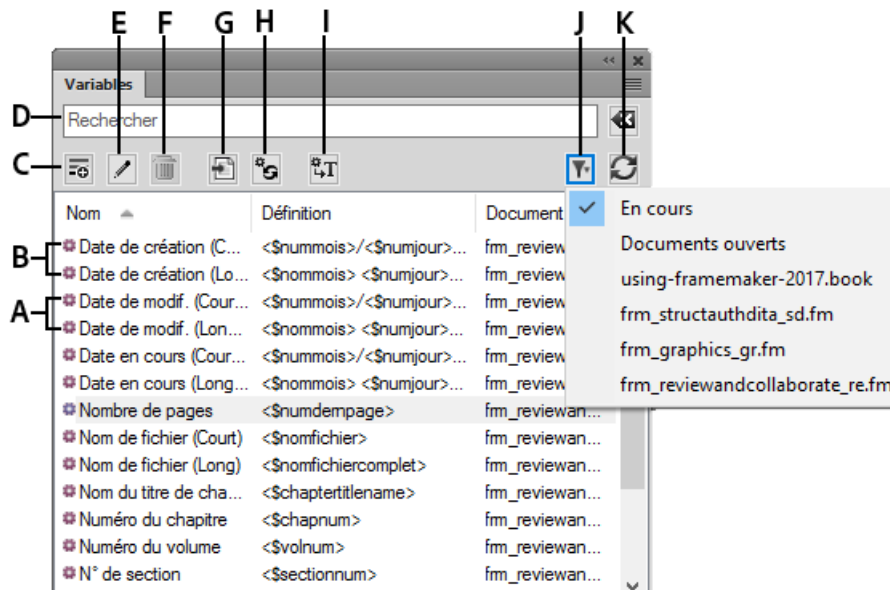 E F G H I J K
Variables
D Rechercher
C
Nom Définition Document
B Date de création (C... <$nummois>/<$numjour>... frm_review
Date de création (Lo... <$nommois> <$numjour>... frm_review
A Date de modif. (Cour... <$nummois>/<$numjour>... frm_review
Date de modif. (Lon... <$nommois> <$numjour>... frm_review
Date en cours (Cour... <$nummois>/<$numjour>... frm_review
Date en cours (Long... <$nommois> <$numjour>... frm_review
Nombre de pages <$numdernpage> frm_reviewan...
Nom de fichier (Court) <$nomfichier> frm_reviewan...
Nom de fichier (Long) <$nomfichiercomplet> frm_reviewan...
Nom du titre de cha... <$chaptertitlename> frm_reviewan...
Numéro du chapitre <$chapnum> frm_reviewan...
Numéro du volume <$volnum> frm_reviewan...
N° de section <$sectionnum> frm_reviewan...
En cours
Documents ouverts
using-framemaker-2017.book
frm_structauthdita_sd.fm
frm_graphics_gr.fm
frm_reviewandcollaborate_re.fm